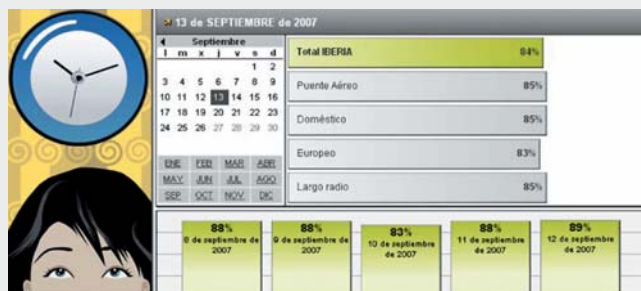 13 de SEPTIEMBRE de 2007
Septiembre
l m x j v s d
1 2
3 4 5 6 7 8 9
10 11 12 13 14 15 16
17 18 19 20 21 22 23
24 25 26 27 28 29 30
ENE FEB MAR ABR
MAY JUN JUL AGO
SEP OCT NOV DIC
Total IBERIA 84%
Puente Aéreo 85%
Doméstico 85%
Europeo 83%
Largo radio 85%
88%
8 de septiembre de
2007
88%
9 de septiembre de
2007
83%
10 de septiembre
de 2007
88%
11 de septiembre
de 2007
89%
12 de septiembre
de 2007